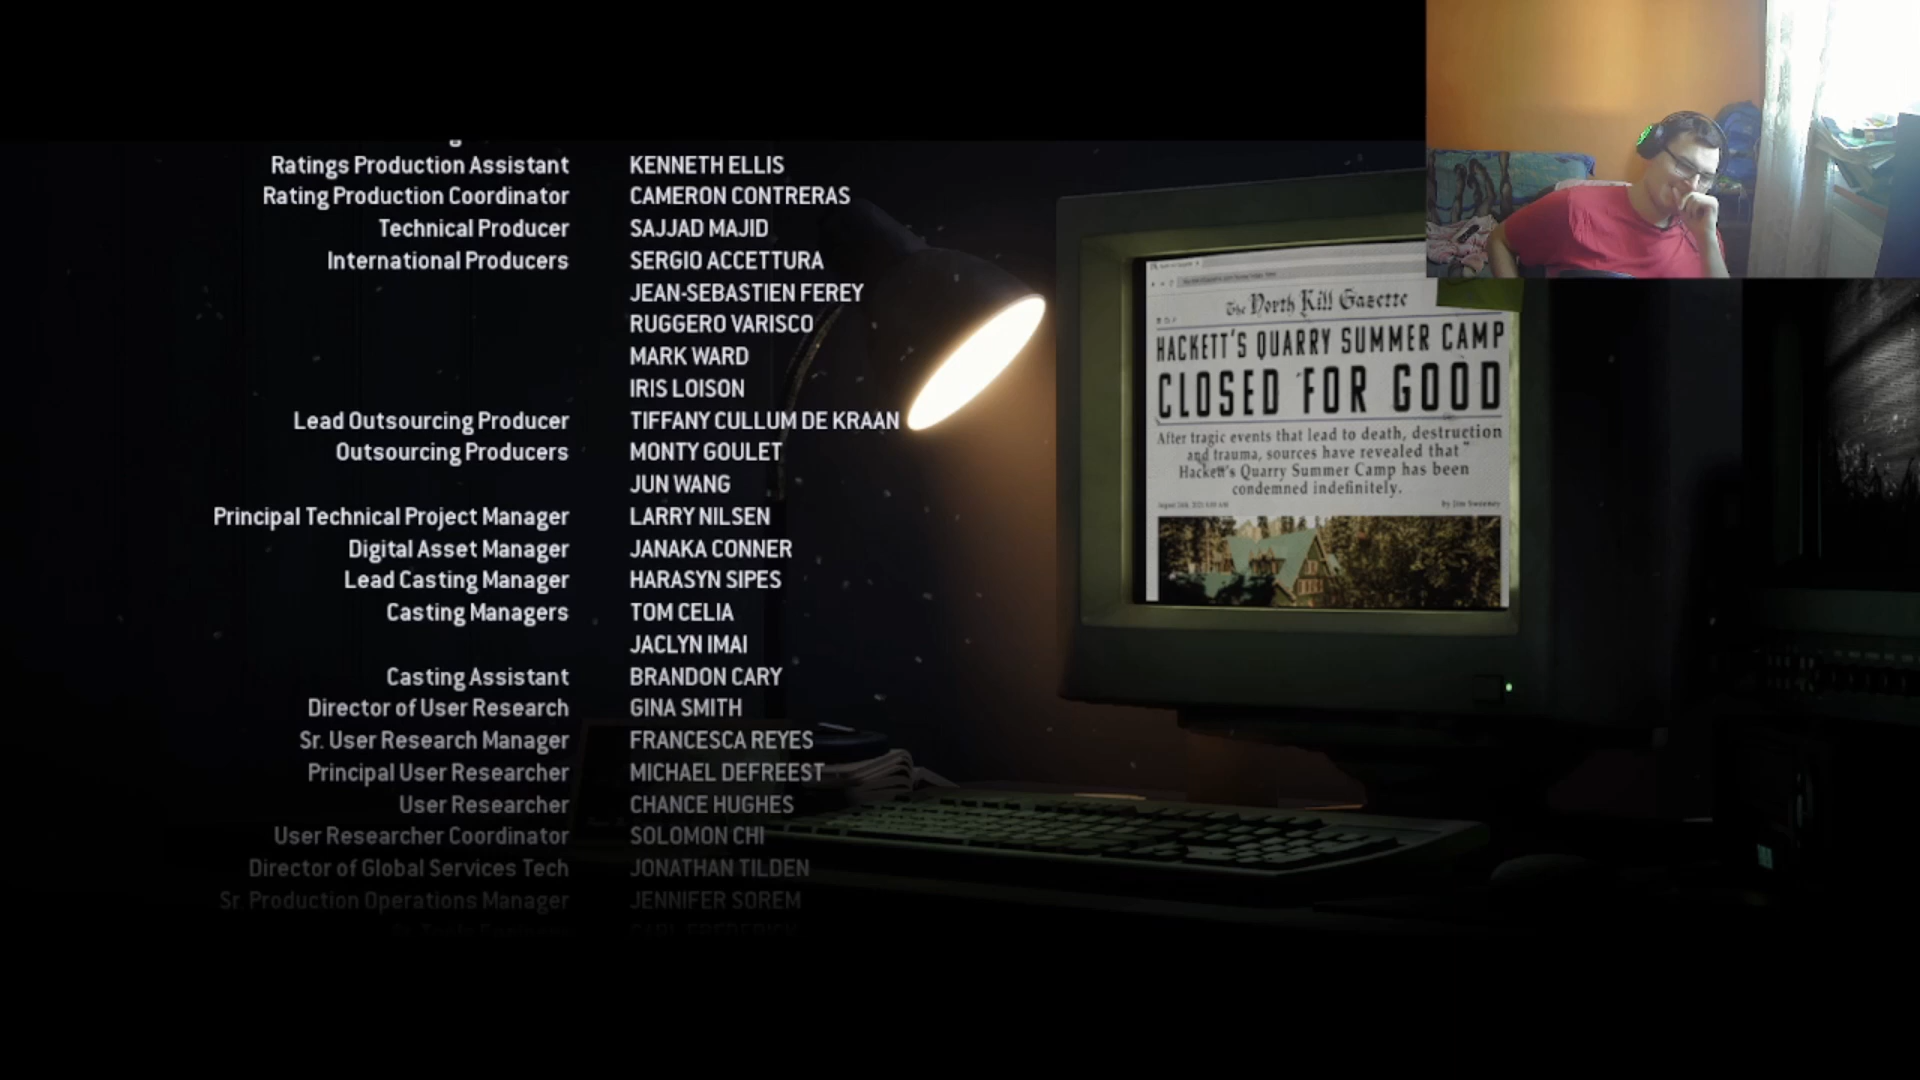 Ratings Production Assistant KENNETH ELLIS
Rating Production Coordinator CAMERON CONTRERAS
Technical Producer SAJJAD MAJID
International Producers SERGIO ACCETTURA
JEAN-SEBASTIEN FEREY
RUGGERO VARISCO
MARK WARD
IRIS LOISON
Lead Outsourcing Producer TIFFANY CULLUM DE KRAAN
Outsourcing Producers MONTY GOULET
JUN WANG
Principal Technical Project Manager LARRY NILSEN
Digital Asset Manager JANAKA CONNER
Lead Casting Manager HARASYN SIPES
Casting Managers TOM CELIA
JACLYN IMAI
Casting Assistant BRANDON CARY
Director of User Research GINA SMITH
Sr. User Research Manager FRANCESCA REYES
Principal User Researcher MICHAEL DEFREEST
User Researcher CHANCE HUGHES
User Researcher Coordinator SOLOMON CHI
Director of Global Services Tech JONATHAN TILDEN
Sr. Production Operations Manager JENNIFER SOREM
The North Kill Gazette
HACKETT'S QUARRY SUMMER CAMP
CLOSED FOR GOOD
After tragic events that lead to death, destruction
and trauma, sources have revealed that
Hackett's Quarry Summer Camp has been
condemned indefinitely.